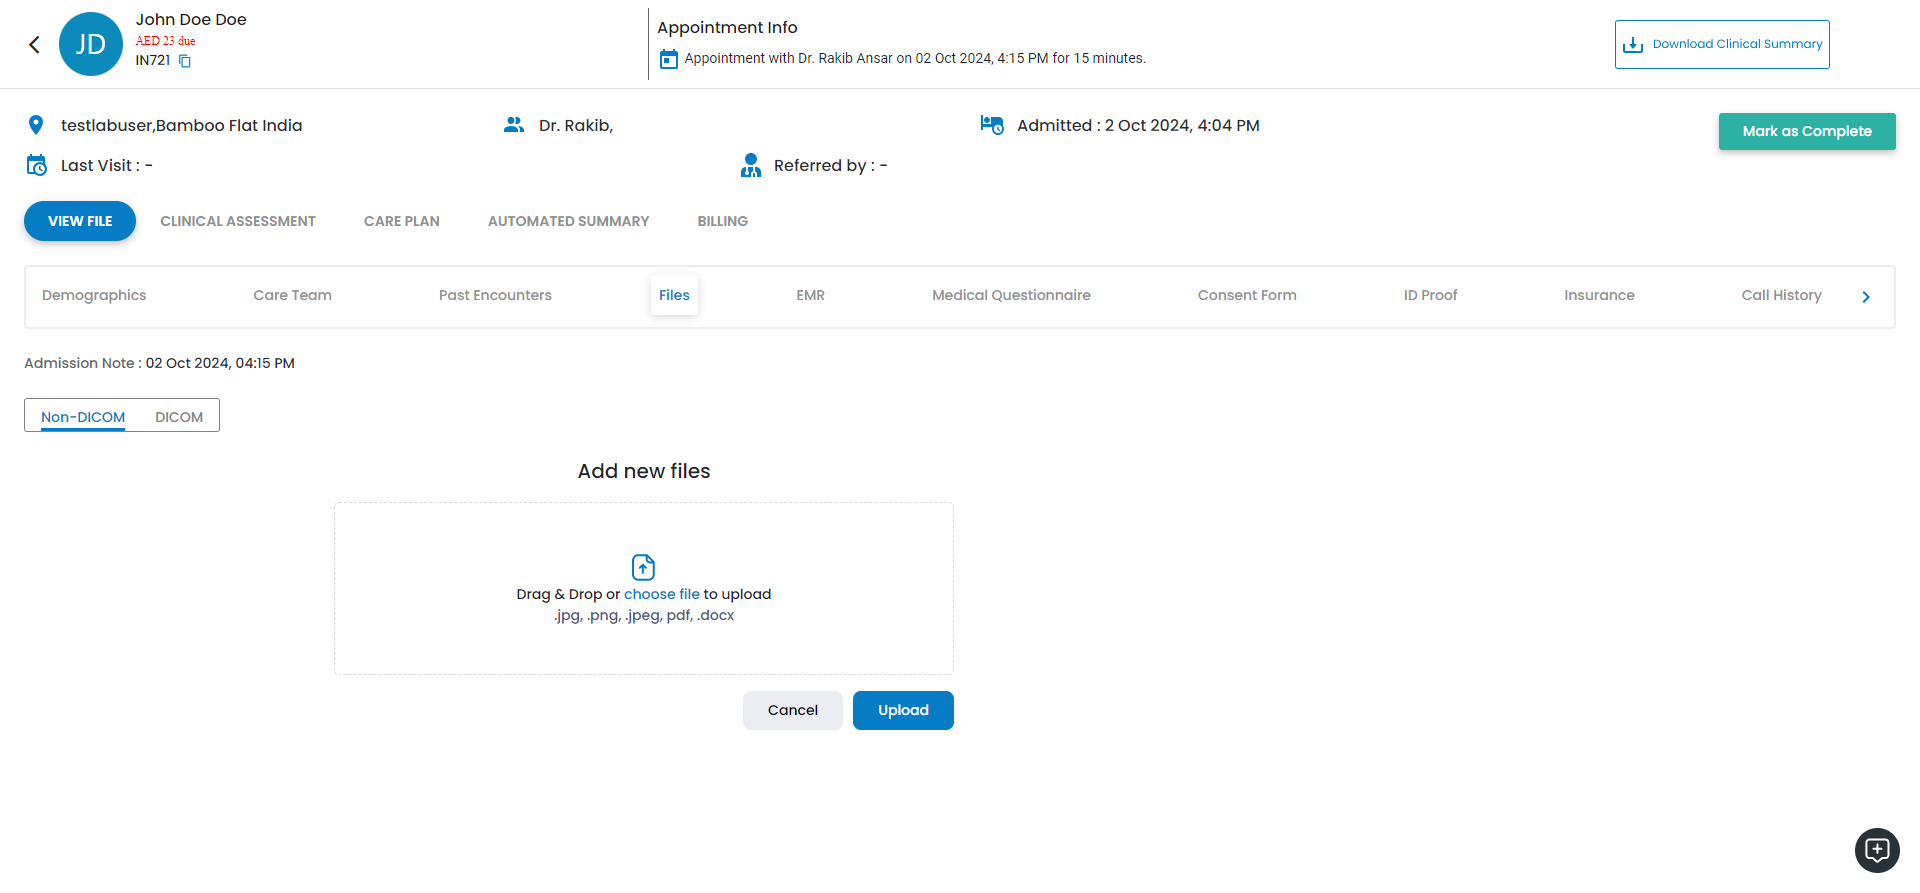 JD
John Doe Doe
AED 23 due
IN721
Appointment Info
Appointment with Dr. Rakib Ansar on 02 Oct 2024, 4:15 PM for 15 minutes.
Download Clinical Summary
testlabuser,Bamboo Flat India
Dr. Rakib,
Admitted : 2 Oct 2024, 4:04 PM
Mark as Complete
Last Visit : -
Referred by : -
VIEW FILE
CLINICAL ASSESSMENT
CARE PLAN
AUTOMATED SUMMARY
BILLING
Demographics
Care Team
Past Encounters
Files
EMR
Medical Questionnaire
Consent Form
ID Proof
Insurance
Call History
Admission Note : 02 Oct 2024, 04:15 PM
Non-DICOM
DICOM
Add new files
Drag & Drop or choose file to upload
.jpg, .png, .jpeg, pdf, .docx
Cancel
Upload